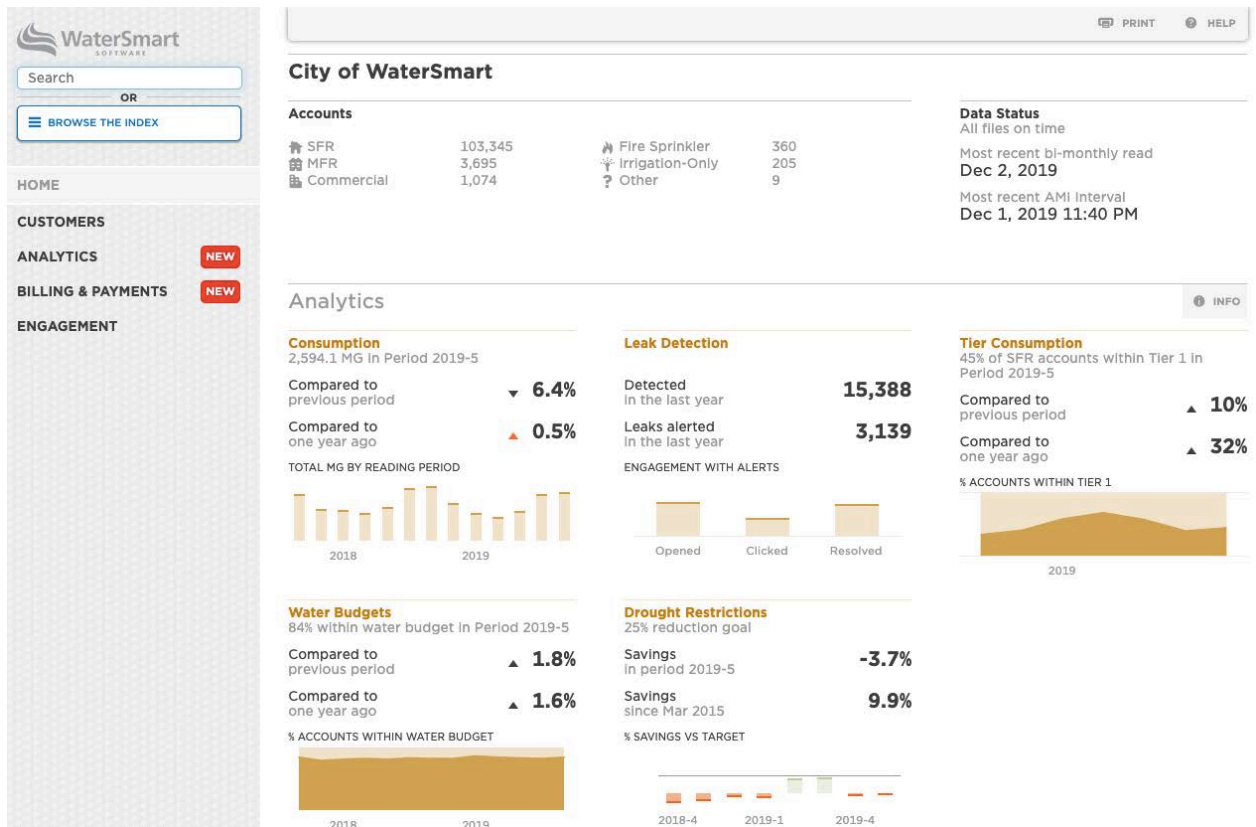 WaterSmart
SOFTWARE
Search
OR
BROWSE THE INDEX
HOME
CUSTOMERS
ANALYTICS NEW
BILLING & PAYMENTS NEW
ENGAGEMENT
PRINT HELP
City of WaterSmart
Accounts
SFR 103,345
MFR 3,695
Commercial 1,074
Fire Sprinkler 360
Irrigation-Only 205
? Other 9
Data Status
All files on time
Most recent bi-monthly read
Dec 2, 2019
Most recent AMI Interval
Dec 1, 2019 11:40 PM
Analytics
INFO
Consumption
2,594.1 MG in Period 2019-5
Compared to
previous period
▼ 6.4%
Compared to
one year ago
▲ 0.5%
TOTAL MG BY READING PERIOD
2018 2019
Leak Detection
Detected
in the last year
15,388
Leaks alerted
in the last year
3,139
ENGAGEMENT WITH ALERTS
Opened Clicked Resolved
Tier Consumption
45% of SFR accounts within Tier 1 in
Period 2019-5
Compared to
previous period
▲ 10%
Compared to
one year ago
▲ 32%
% ACCOUNTS WITHIN TIER 1
2019
Water Budgets
84% within water budget in Period 2019-5
Compared to
previous period
▲ 1.8%
Compared to
one year ago
▲ 1.6%
% ACCOUNTS WITHIN WATER BUDGET
2018 2019
Drought Restrictions
25% reduction goal
Savings
in period 2019-5
-3.7%
Savings
since Mar 2015
9.9%
% SAVINGS VS TARGET
2018-4 2019-1 2019-4